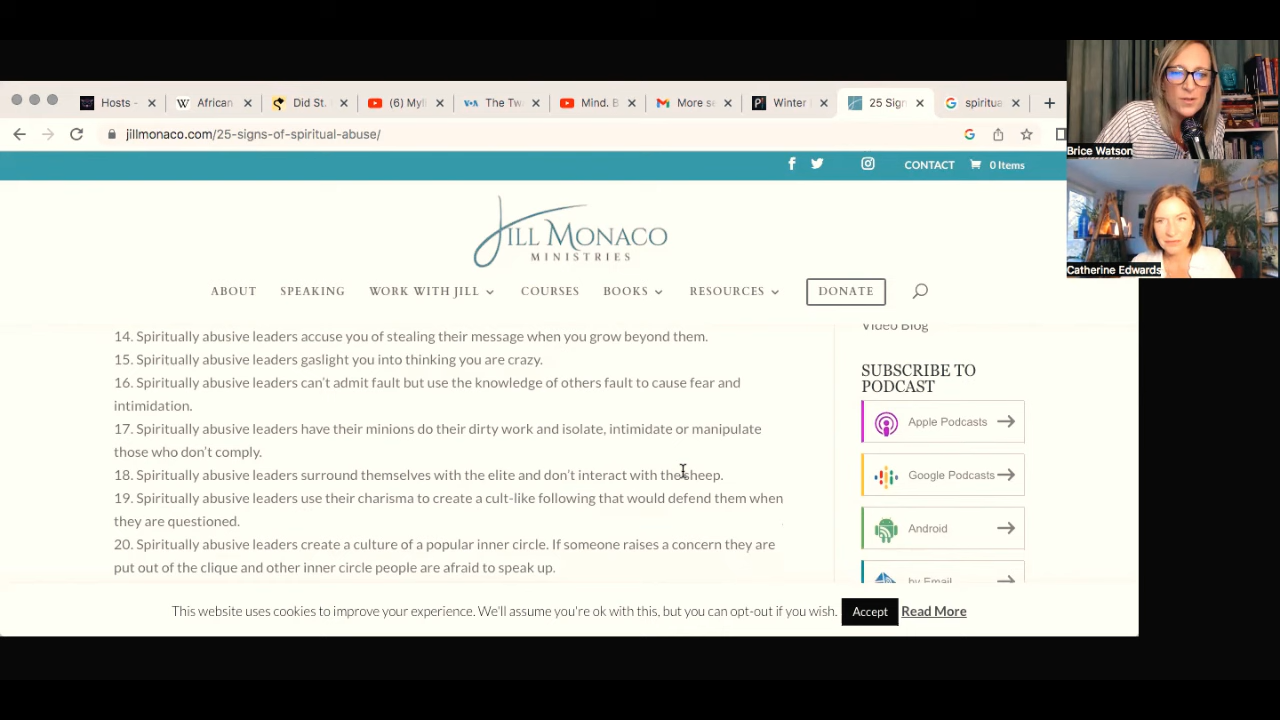 Hosts -
African
Did St.
(6) Myl
The Tw
Mind. B
More se
Winter
25 Sign
spiritua
jillmonaco.com/25-signs-of-spiritual-abuse/
CONTACT
0 Items
JILL MONACO
MINISTRIES
ABOUT
SPEAKING
WORK WITH JILL
COURSES
BOOKS
RESOURCES
DONATE
14. Spiritually abusive leaders accuse you of stealing their message when you grow beyond them.
15. Spiritually abusive leaders gaslight you into thinking you are crazy.
16. Spiritually abusive leaders can't admit fault but use the knowledge of others fault to cause fear and
intimidation.
17. Spiritually abusive leaders have their minions do their dirty work and isolate, intimidate or manipulate
those who don't comply.
18. Spiritually abusive leaders surround themselves with the elite and don't interact with the sheep.
19. Spiritually abusive leaders use their charisma to create a cult-like following that would defend them when
they are questioned.
20. Spiritually abusive leaders create a culture of a popular inner circle. If someone raises a concern they are
put out of the clique and other inner circle people are afraid to speak up.
Video Blog
SUBSCRIBE TO
PODCAST
Apple Podcasts
Google Podcasts
Android
by Email
This website uses cookies to improve your experience. We'll assume you're ok with this, but you can opt-out if you wish.
Accept
Read More
Brice Watson
Catherine Edwards